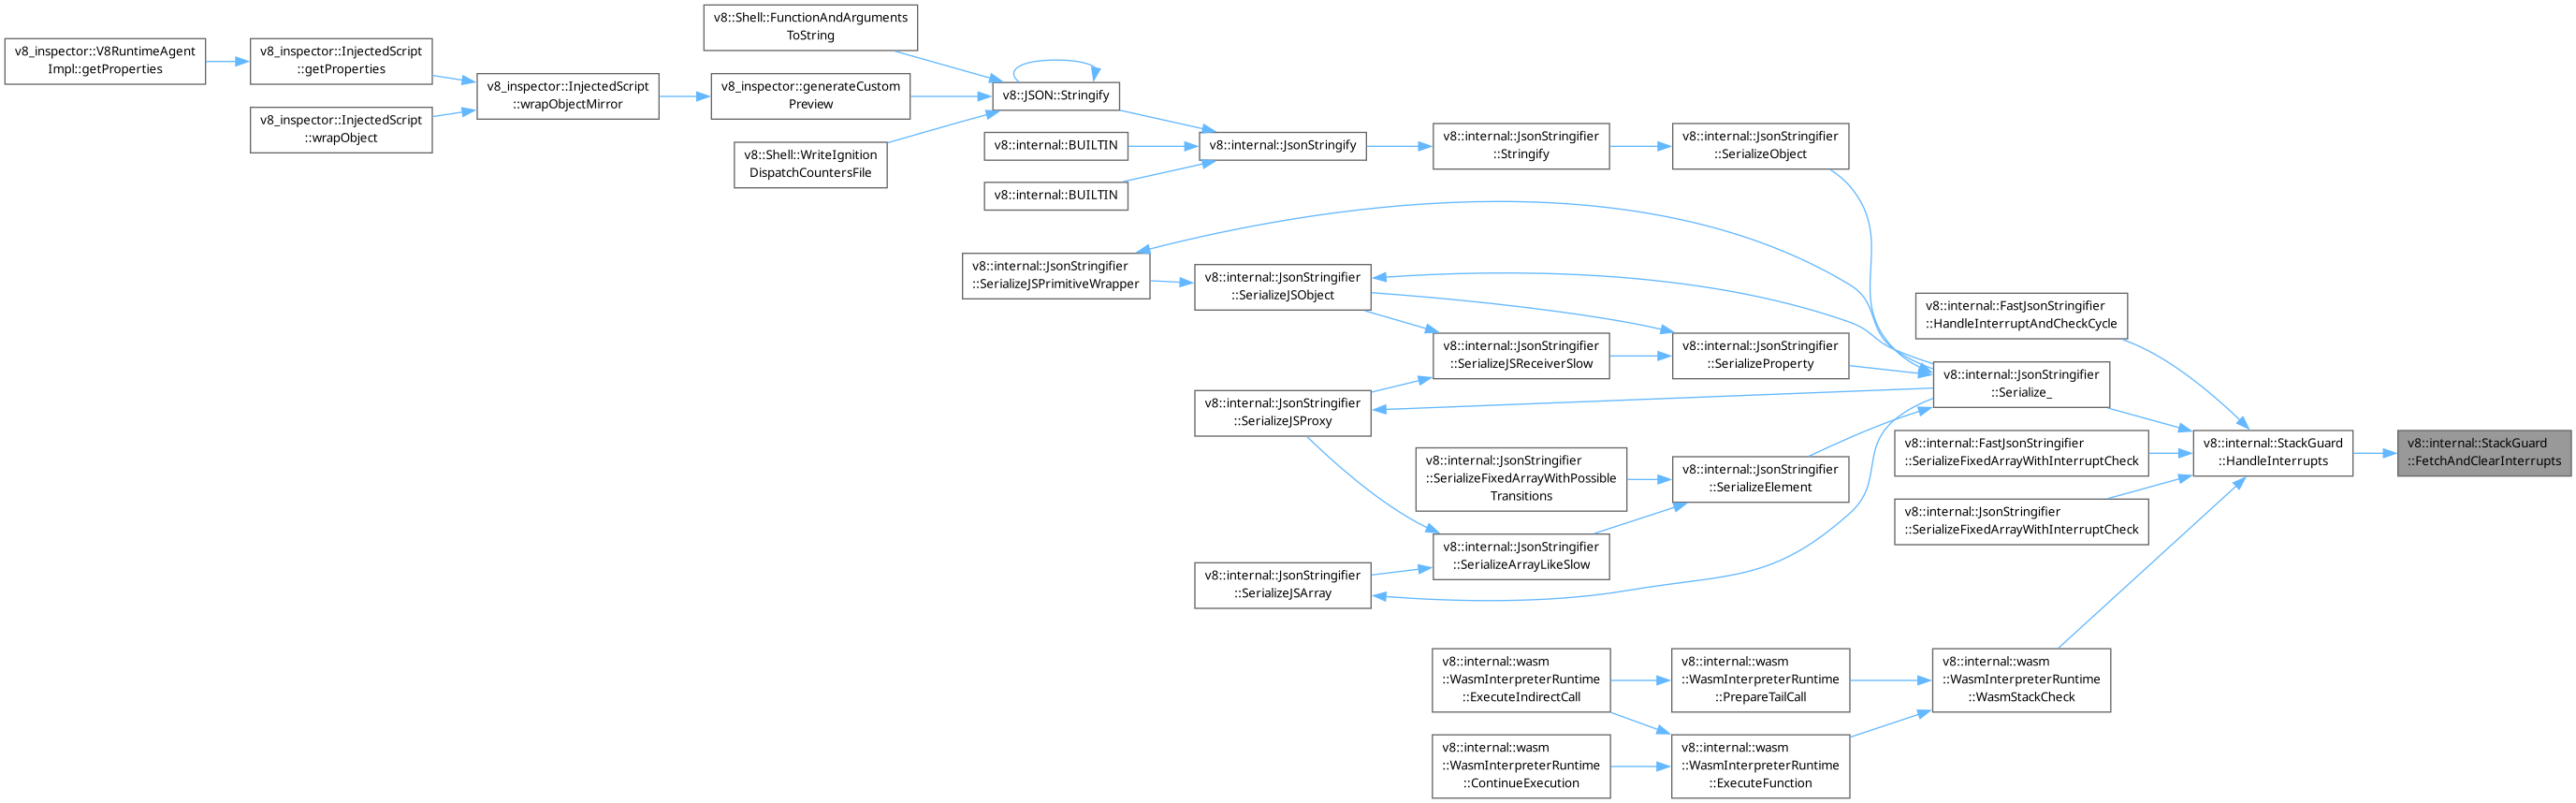 v8::Shell::FunctionAndArguments
ToString
v8_inspector::V8RuntimeAgent
Impl::getProperties
v8_inspector::InjectedScript
::getProperties
v8_inspector::InjectedScript
::wrapObjectMirror
v8_inspector::generateCustom
Preview
v8::JSON::Stringify
v8_inspector::InjectedScript
::wrapObject
v8::Shell::WriteIgnition
DispatchCountersFile
v8::internal::BUILTIN
v8::internal::BUILTIN
v8::internal::JsonStringify
v8::internal::JsonStringifier
::Stringify
v8::internal::JsonStringifier
::SerializeObject
v8::internal::JsonStringifier
::SerializeJSPrimitiveWrapper
v8::internal::JsonStringifier
::SerializeJSObject
v8::internal::FastJsonStringifier
::HandleInterruptAndCheckCycle
v8::internal::JsonStringifier
::SerializeJSReceiverSlow
v8::internal::JsonStringifier
::SerializeProperty
v8::internal::JsonStringifier
::Serialize_
v8::internal::JsonStringifier
::SerializeJSProxy
v8::internal::JsonStringifier
::SerializeFixedArrayWithPossible
Transitions
v8::internal::JsonStringifier
::SerializeElement
v8::internal::FastJsonStringifier
::SerializeFixedArrayWithInterruptCheck
v8::internal::StackGuard
::HandleInterrupts
v8::internal::StackGuard
::FetchAndClearInterrupts
v8::internal::JsonStringifier
::SerializeFixedArrayWithInterruptCheck
v8::internal::JsonStringifier
::SerializeArrayLikeSlow
v8::internal::JsonStringifier
::SerializeJSArray
v8::internal::wasm
::WasmInterpreterRuntime
::ExecuteIndirectCall
v8::internal::wasm
::WasmInterpreterRuntime
::PrepareTailCall
v8::internal::wasm
::WasmInterpreterRuntime
::WasmStackCheck
v8::internal::wasm
::WasmInterpreterRuntime
::ContinueExecution
v8::internal::wasm
::WasmInterpreterRuntime
::ExecuteFunction